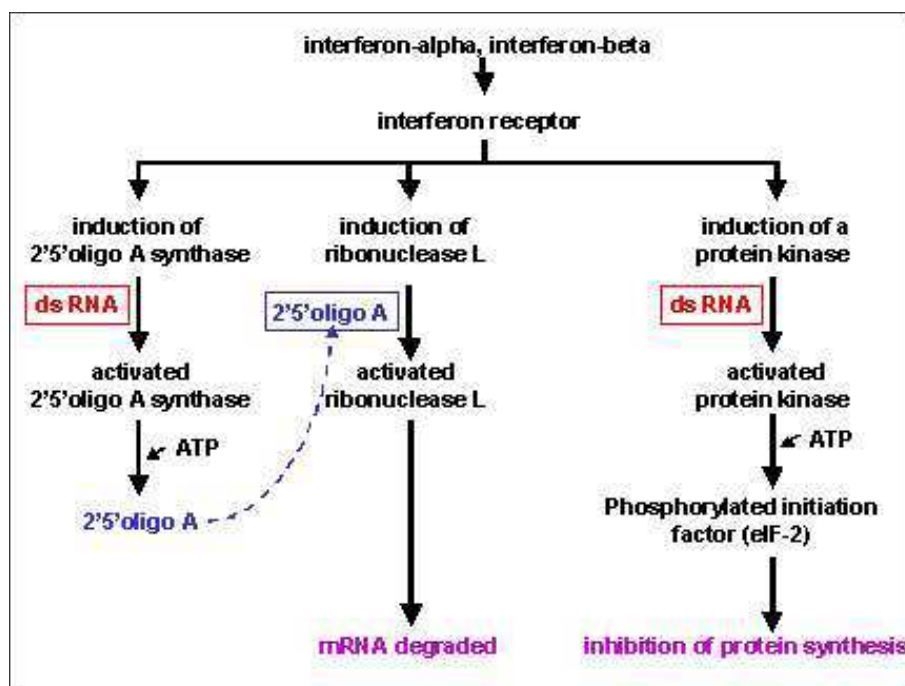 interferon-alpha, interferon-beta
interferon receptor
induction of
2'5'oligo A synthase
induction of
ribonuclease L
induction of a
protein kinase
ds RNA
2'5'oligo A
ds RNA
activated
2'5'oligo A synthase
activated
ribonuclease L
activated
protein kinase
ATP
ATP
2'5'oligo A
Phosphorylated initiation
factor (eIF-2)
mRNA degraded
inhibition of protein synthesis